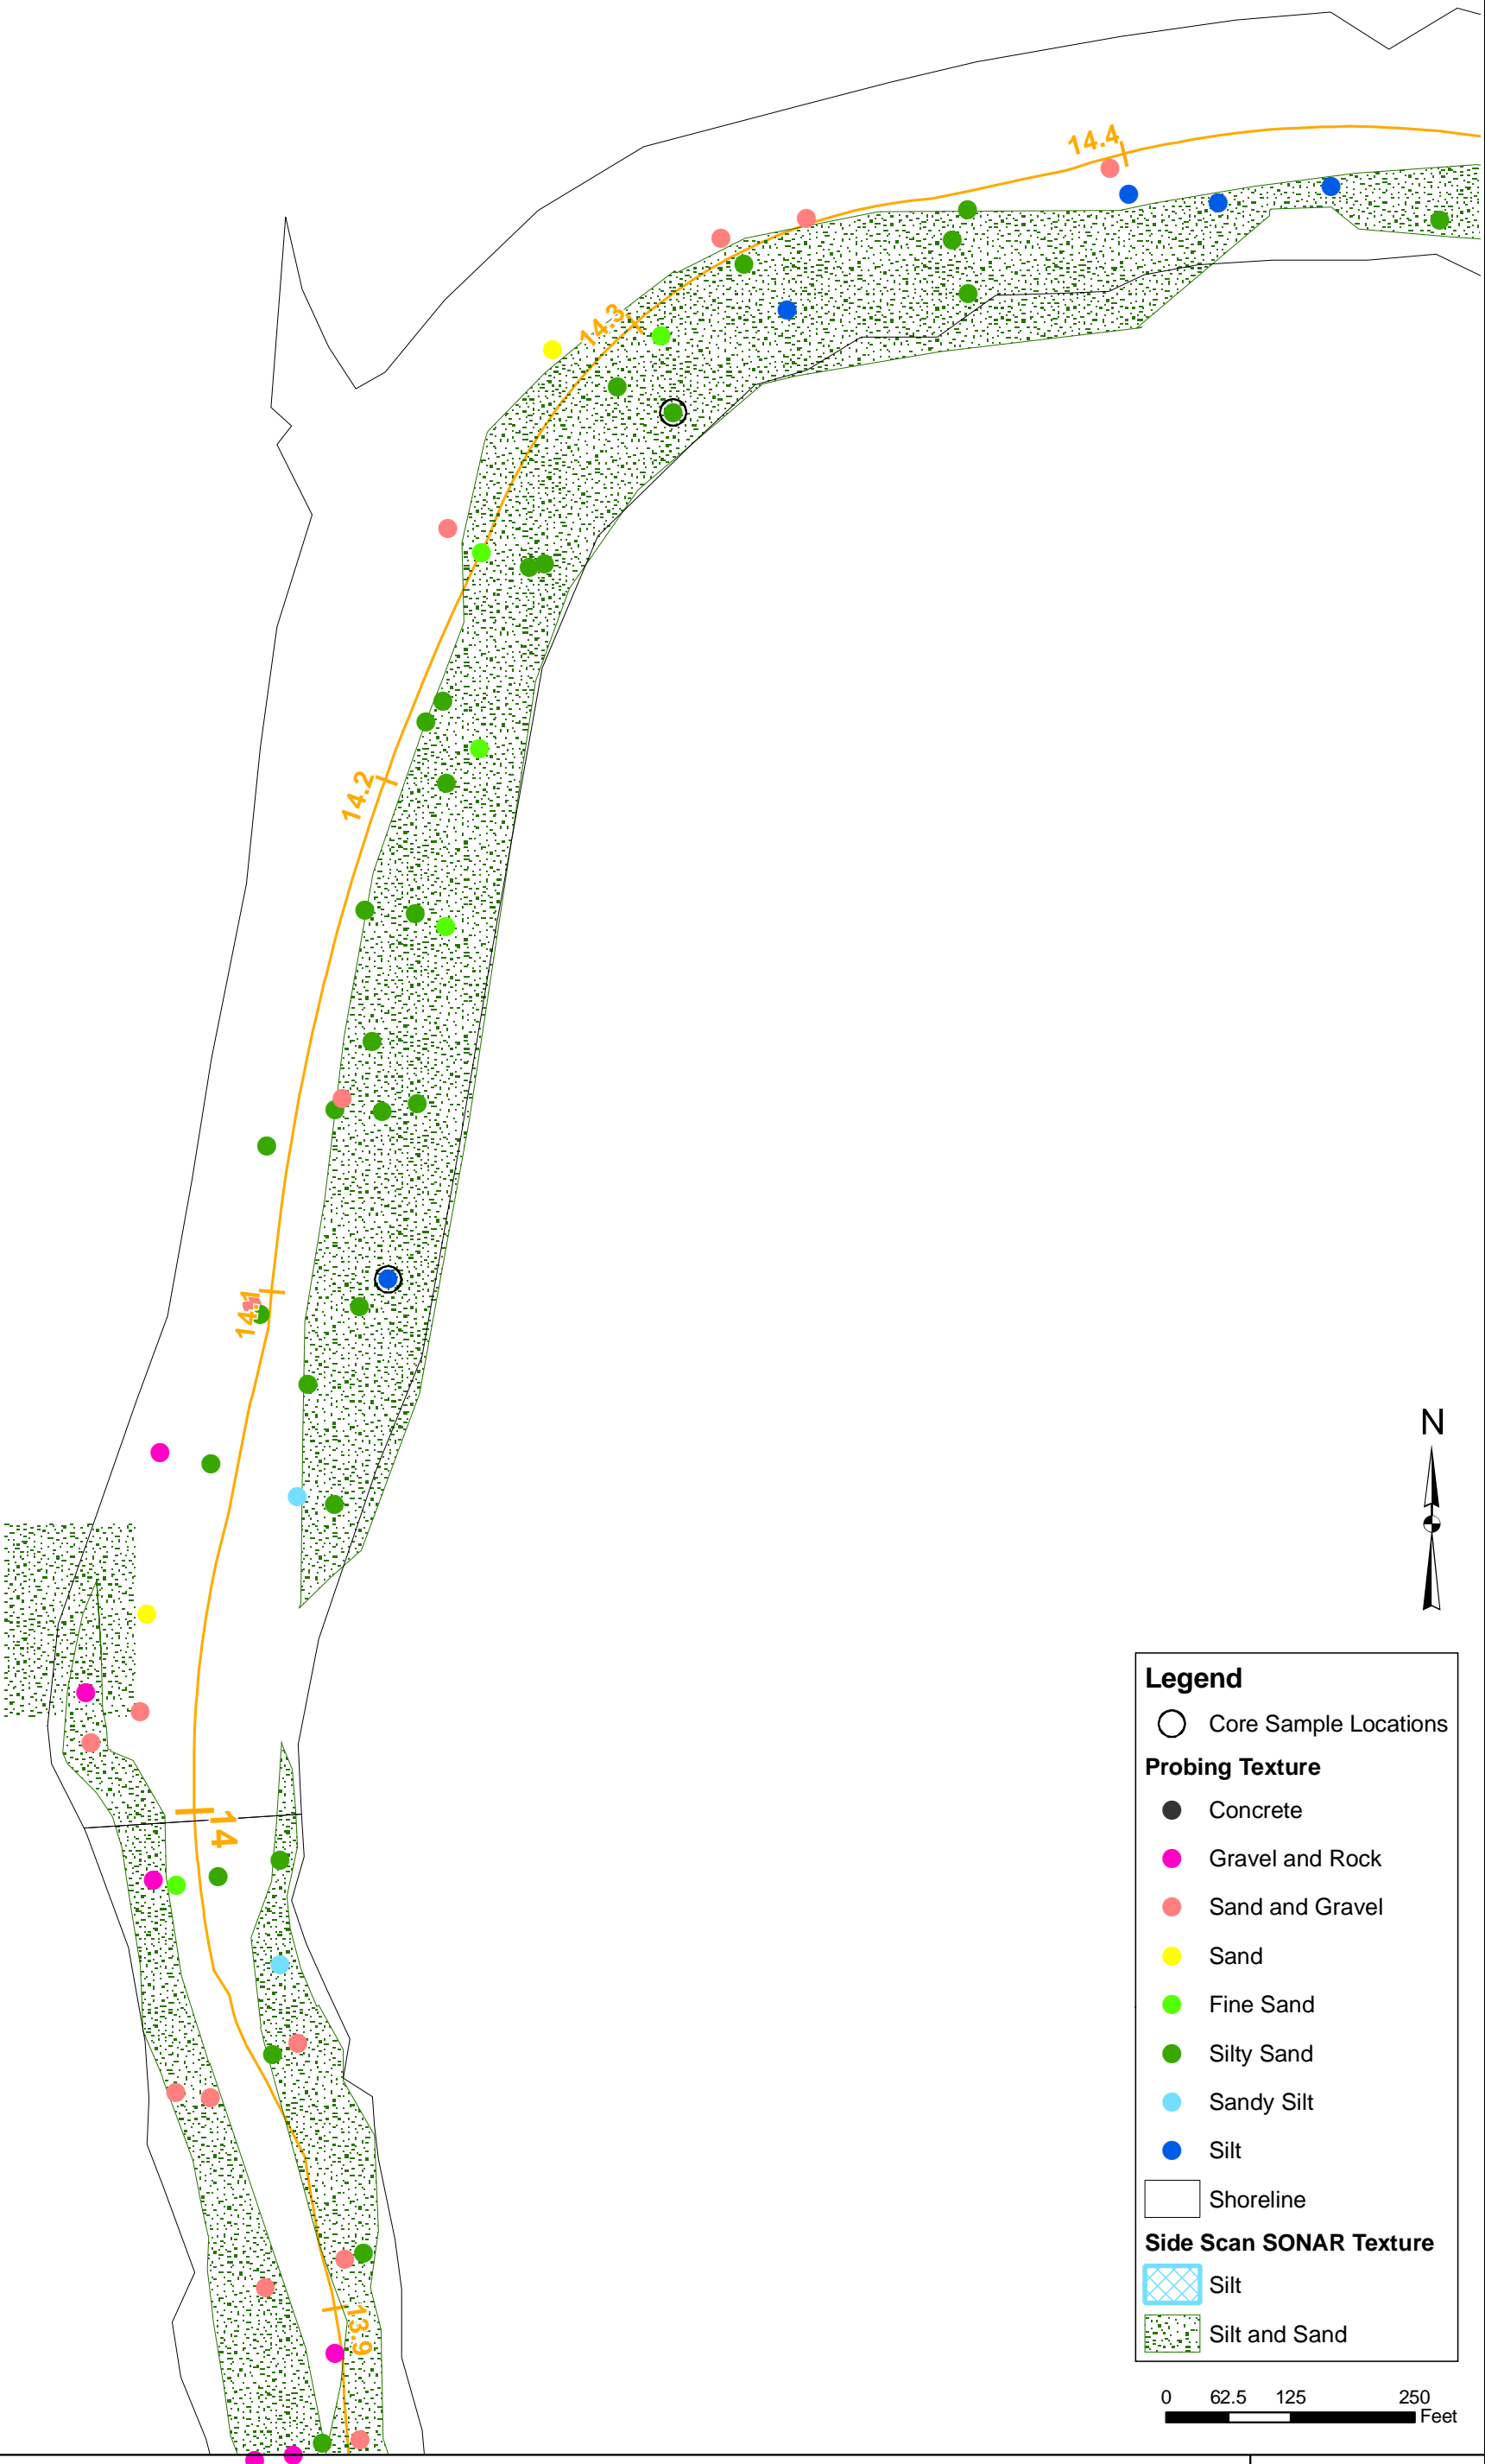 14.4
14.3
14.2
14.1
14
13.9
N
Legend
Core Sample Locations
Probing Texture
Concrete
Gravel and Rock
Sand and Gravel
Sand
Fine Sand
Silty Sand
Sandy Silt
Silt
Shoreline
Side Scan SONAR Texture
Silt
Silt and Sand
0 62.5 125 250
Feet